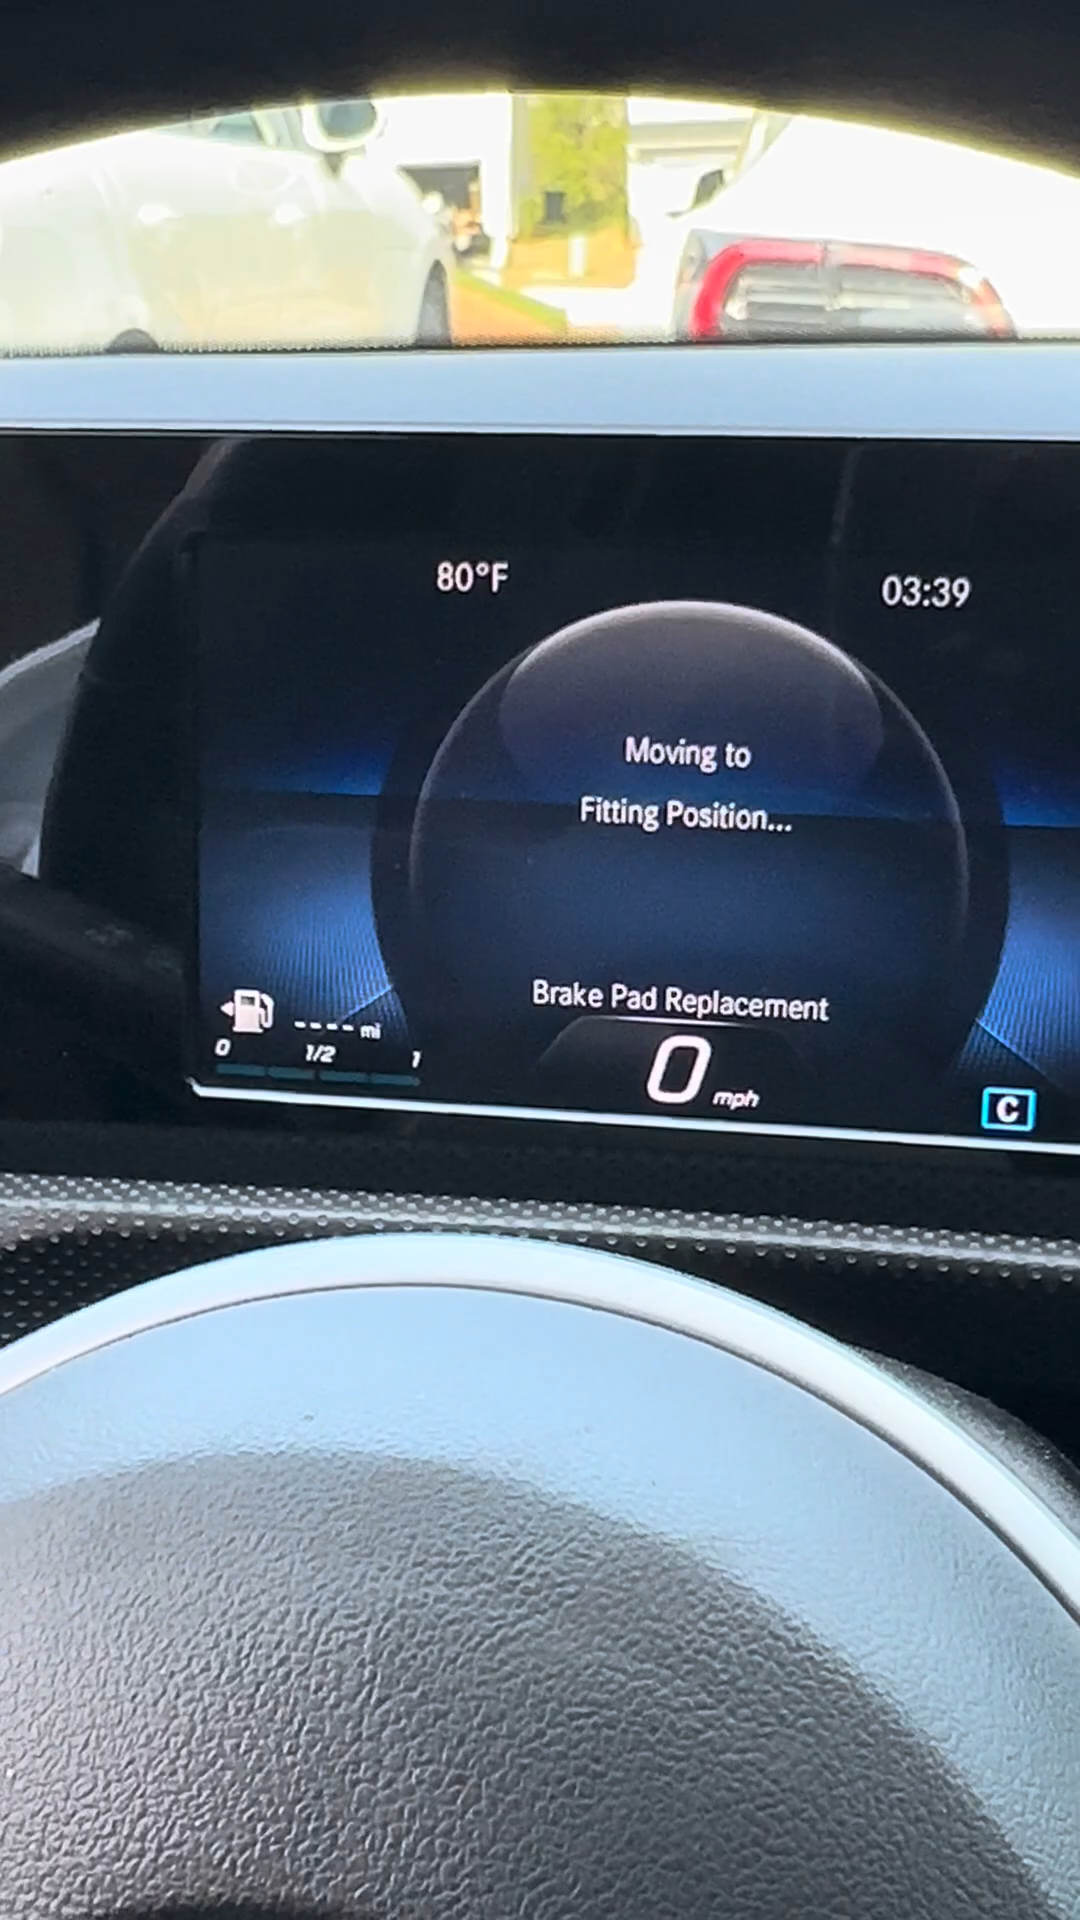 80°F 03:39
Moving to
Fitting Position...
Brake Pad Replacement
---- mi
0 1/2 1
0 mph
C